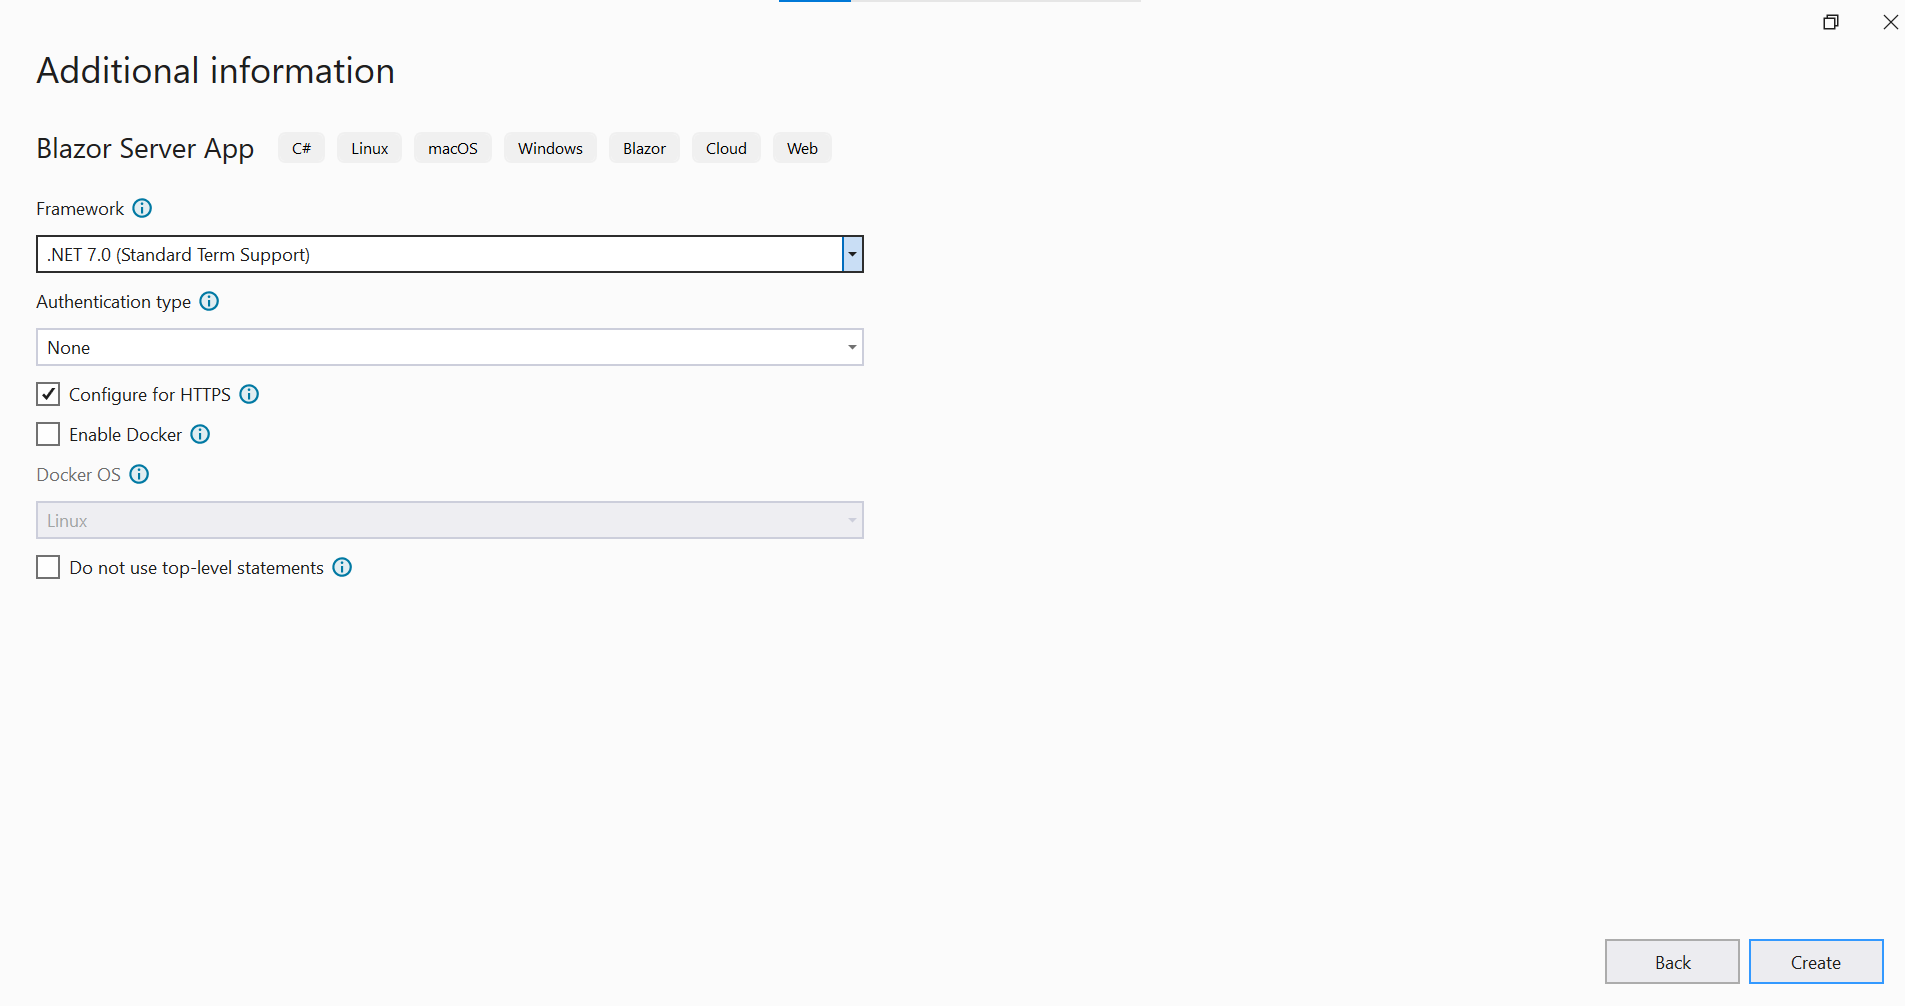 Additional information
Blazor Server App C# Linux macOS Windows Blazor Cloud Web
Framework
.NET 7.0 (Standard Term Support)
Authentication type
None
Configure for HTTPS
Enable Docker
Docker OS
Linux
Do not use top-level statements
Back Create